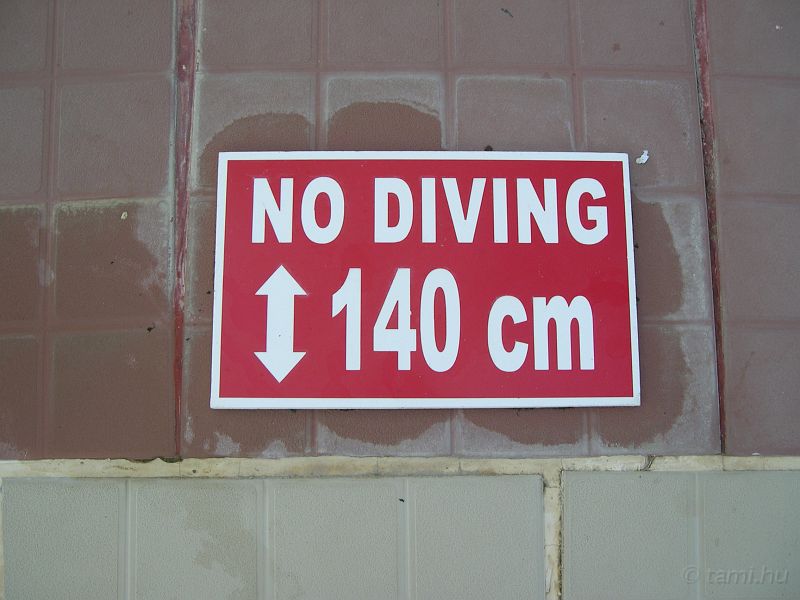 NO DIVING
140 cm
© tami.hu